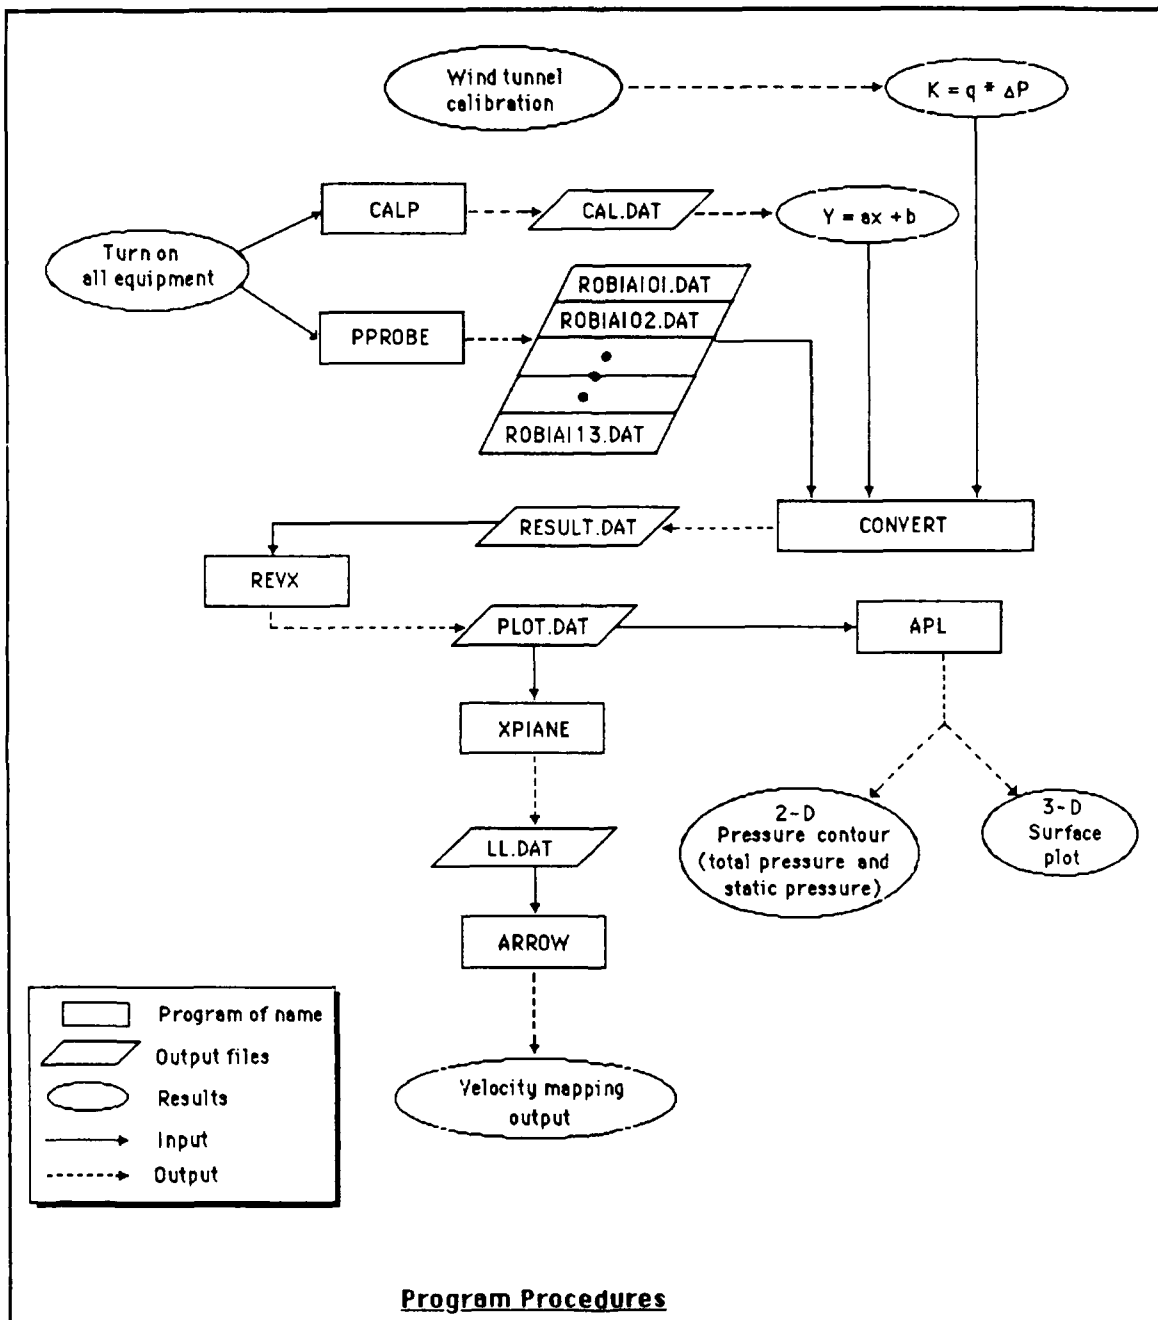 Wind tunnel
calibration
K = q * ΔP
CALP
CAL.DAT
Y = ax + b
Turn on
all equipment
PPROBE
ROBIAI01.DAT
ROBIAI02.DAT
ROBIAI13.DAT
CONVERT
RESULT.DAT
REVX
PLOT.DAT
APL
XPIANE
2-D
Pressure contour
(total pressure and
static pressure)
3-D
Surface
plot
LL.DAT
ARROW
Velocity mapping
output
Program of name
Output files
Results
Input
Output
Program Procedures